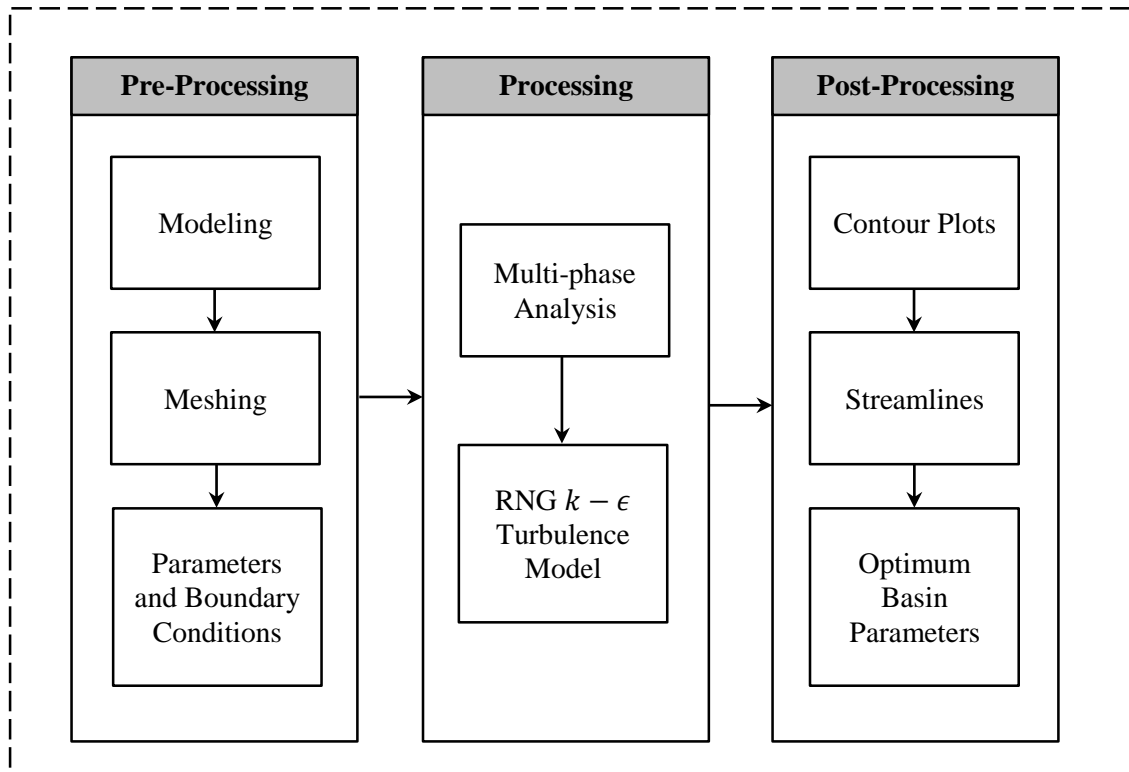 Pre-Processing
Modeling
Meshing
Parameters
and Boundary
Conditions
Processing
Multi-phase
Analysis
RNG k − ϵ
Turbulence
Model
Post-Processing
Contour Plots
Streamlines
Optimum
Basin
Parameters